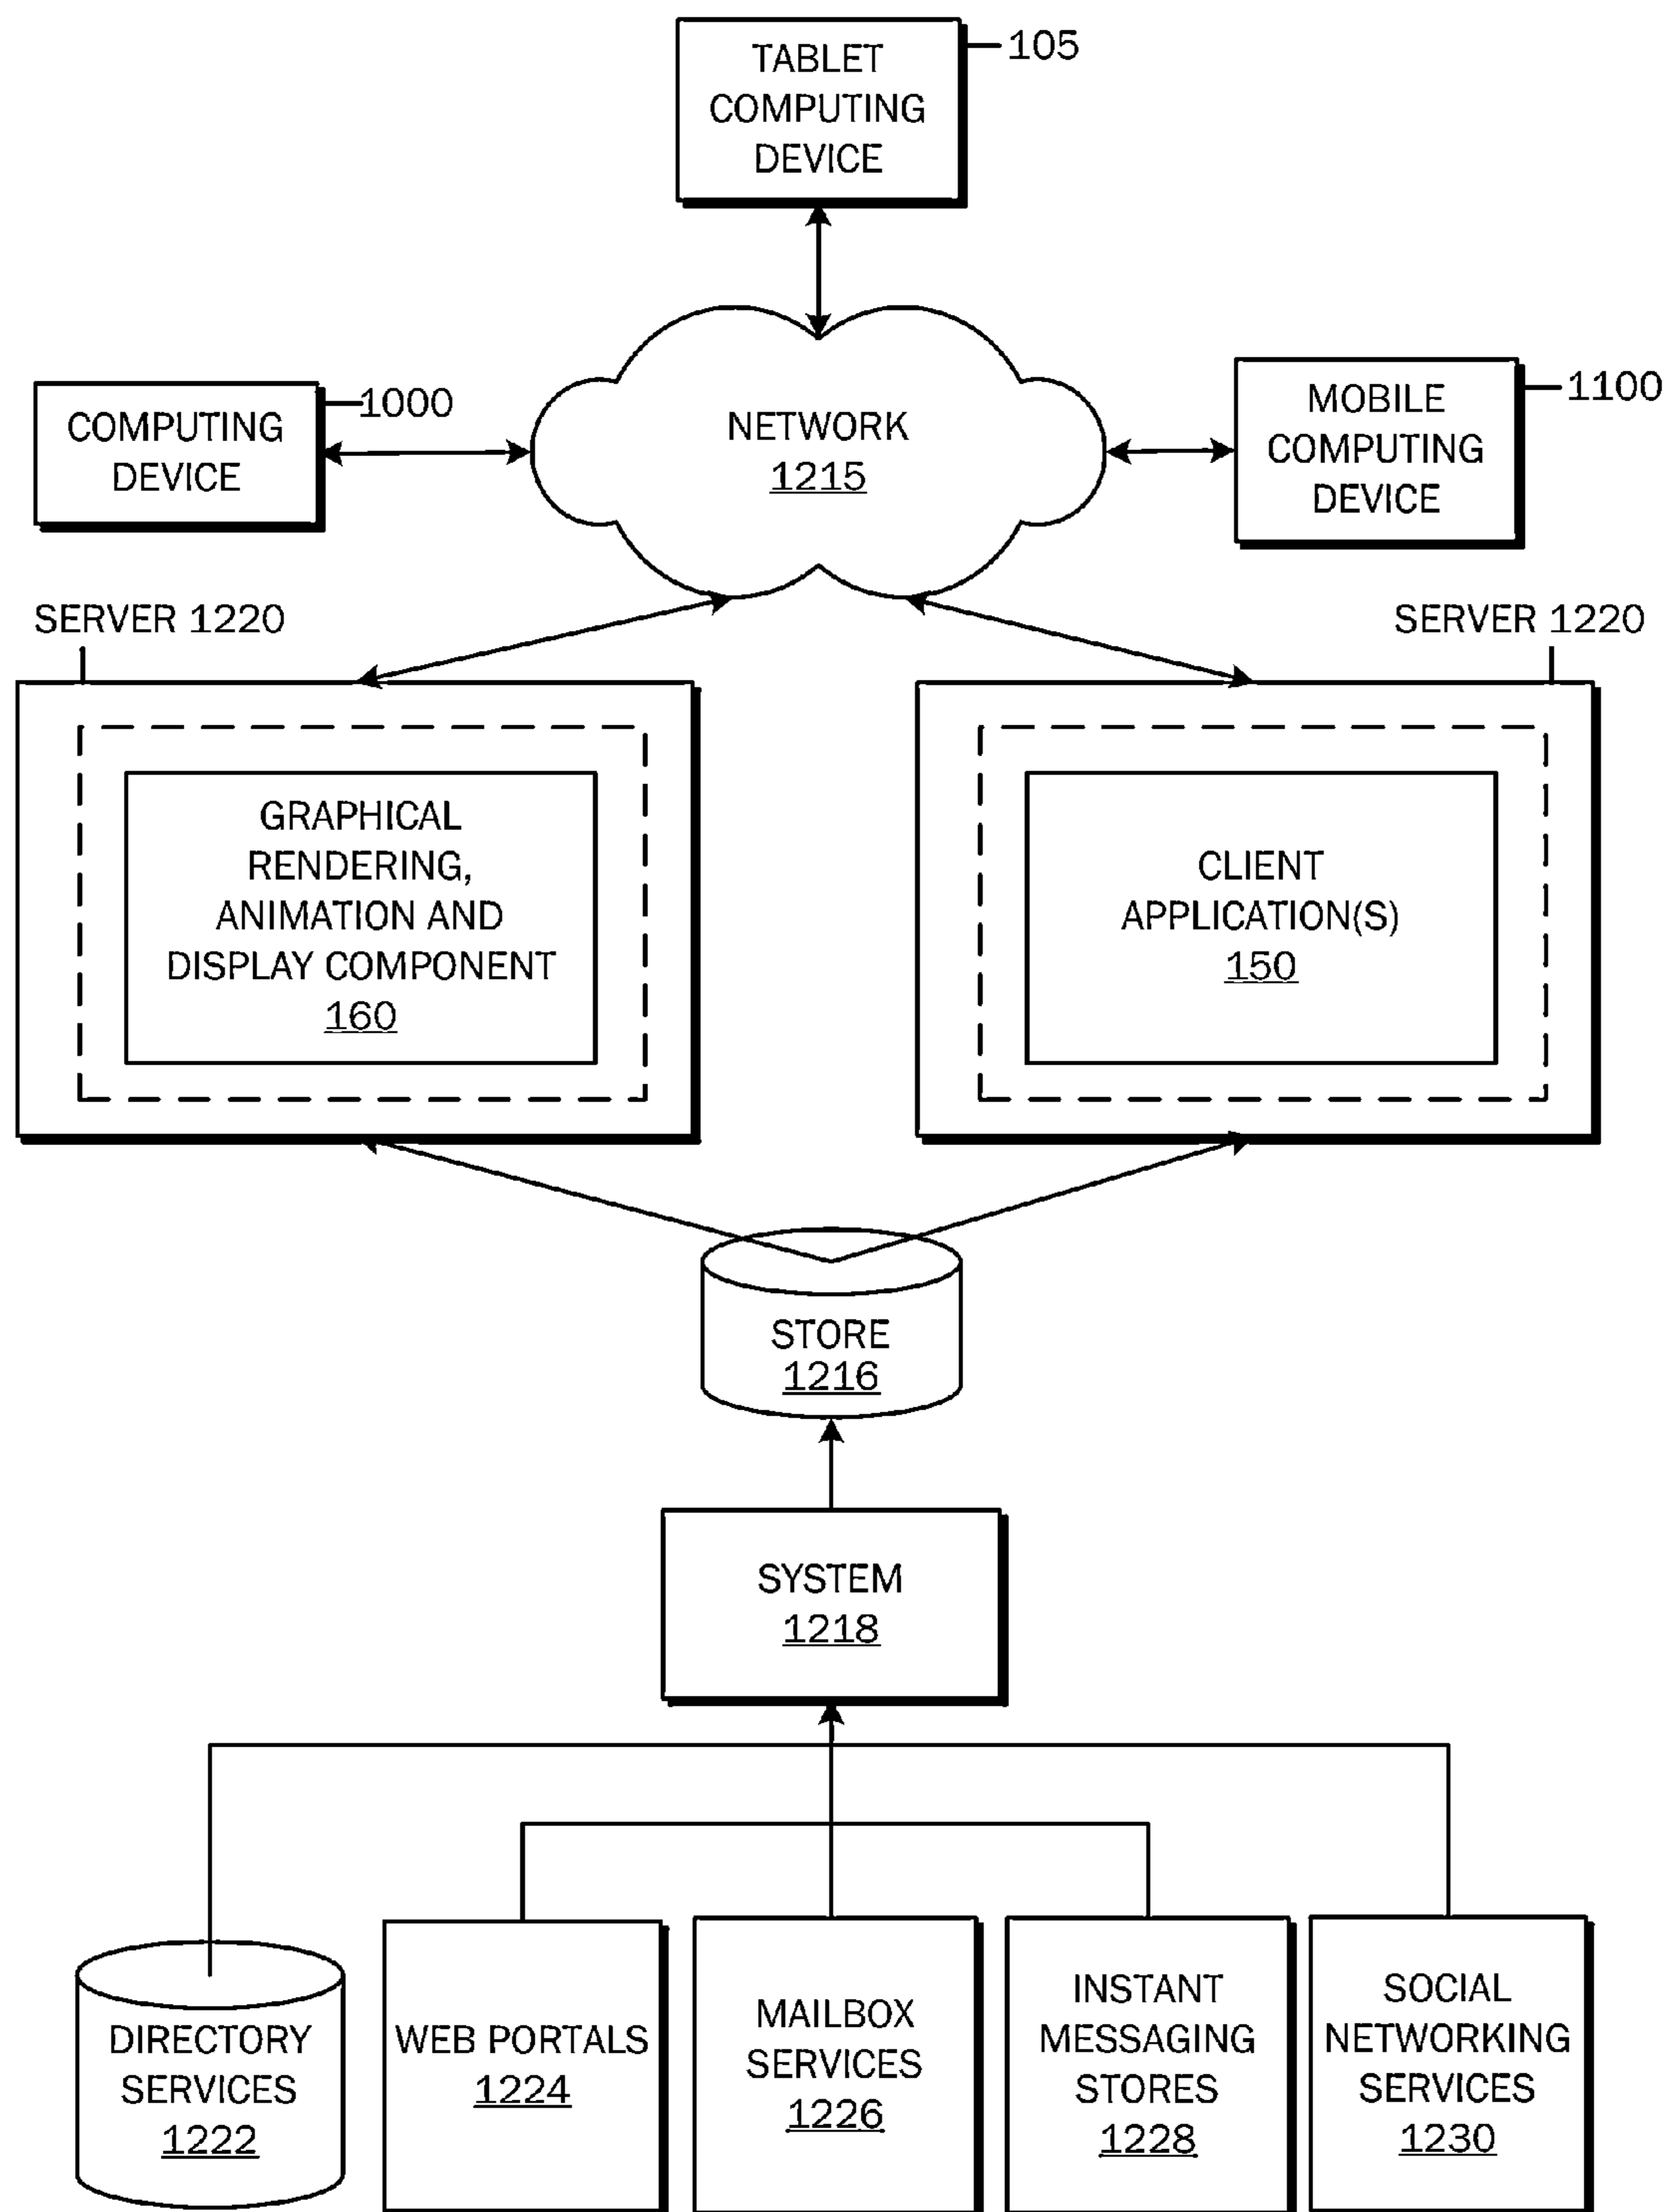 TABLET
COMPUTING
DEVICE
105
COMPUTING
DEVICE
1000
NETWORK
1215
MOBILE
COMPUTING
DEVICE
1100
SERVER 1220
SERVER 1220
GRAPHICAL
RENDERING,
ANIMATION AND
DISPLAY COMPONENT
160
CLIENT
APPLICATION(S)
150
STORE
1216
SYSTEM
1218
DIRECTORY
SERVICES
1222
WEB PORTALS
1224
MAILBOX
SERVICES
1226
INSTANT
MESSAGING
STORES
1228
SOCIAL
NETWORKING
SERVICES
1230